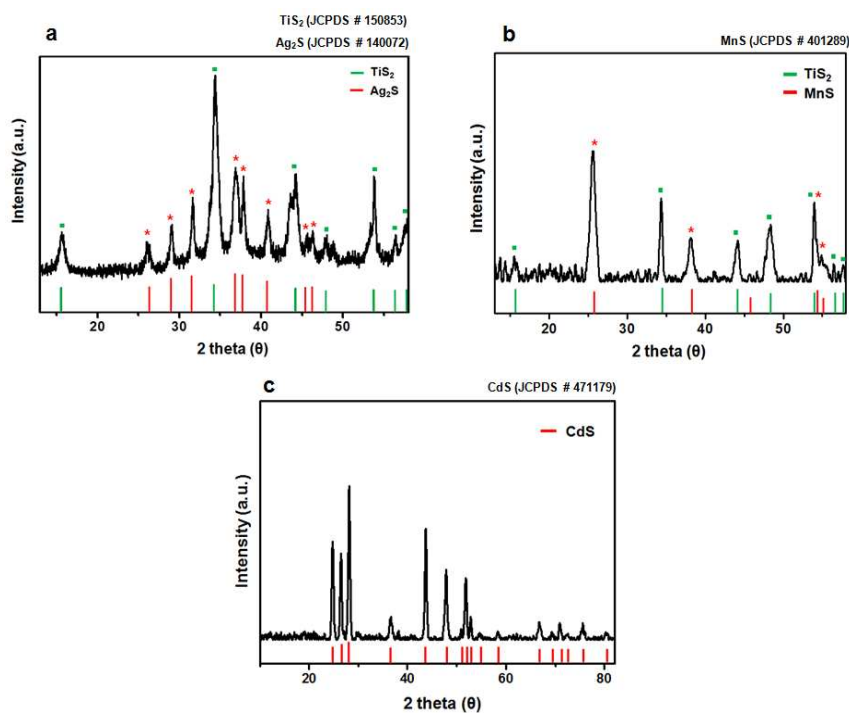 TiS₂ (JCPDS # 150853)
a
Ag₂S (JCPDS # 140072)
TiS₂
Ag₂S
Intensity (a.u.)
20 30 40 50
2 theta (θ)
b
MnS (JCPDS # 401289)
TiS₂
MnS
Intensity (a.u.)
20 30 40 50
2 theta (θ)
c
CdS (JCPDS # 471179)
CdS
Intensity (a.u.)
20 40 60 80
2 theta (θ)